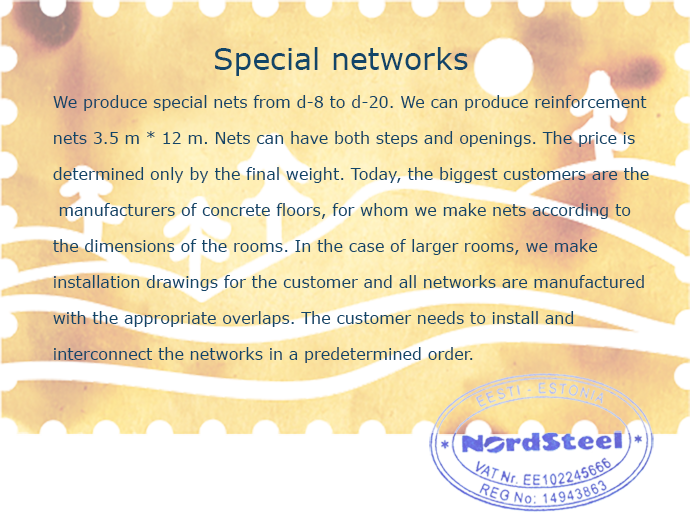 Special networks
We produce special nets from d-8 to d-20. We can produce reinforcement
nets 3.5 m * 12 m. Nets can have both steps and openings. The price is
determined only by the final weight. Today, the biggest customers are the
manufacturers of concrete floors, for whom we make nets according to
the dimensions of the rooms. In the case of larger rooms, we make
installation drawings for the customer and all networks are manufactured
with the appropriate overlaps. The customer needs to install and
interconnect the networks in a predetermined order.
EESTI - ESTONIA
* NordSteel *
VAT Nr. EE102245666
REG No: 14943863